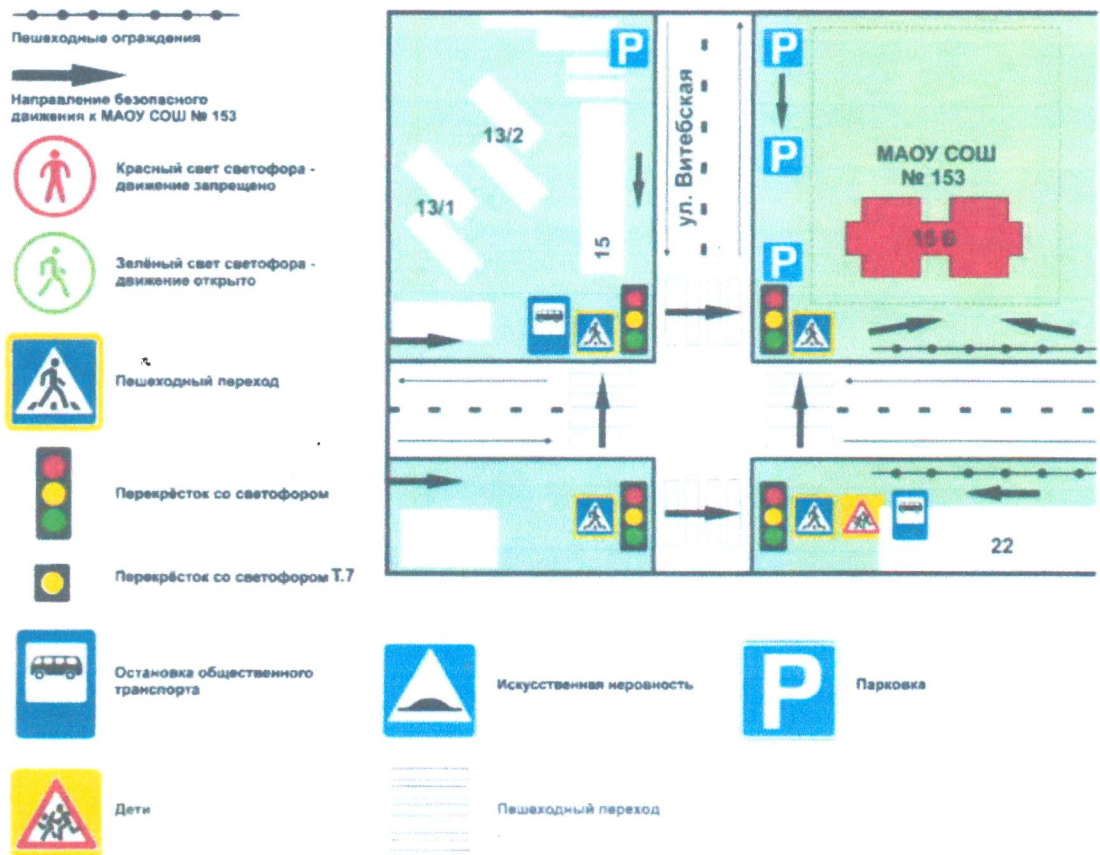 Пешеходные ограждения
Направление безопасного
движения к МАОУ СОШ № 153
Красный свет светофора -
движение запрещено
Зелёный свет светофора -
движение открыто
Пешеходный переход
Перекрёсток со светофором
Перекрёсток со светофором Т.7
Остановка общественного
транспорта
Дети
P
P
P
P
13/2
13/1
15
ул. Витебская
МАОУ СОШ
№ 153
15 Б
22
Искусственная неровность
P
Парковка
Пешеходный переход